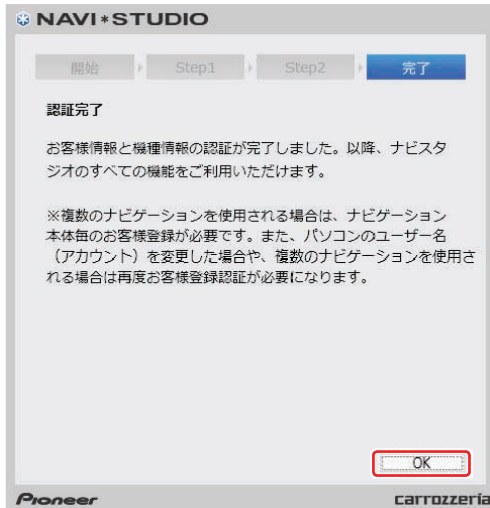 NAVI*STUDIO
開始 Step1 Step2 完了
認証完了
お客様情報と機種情報の認証が完了しました。以降、ナビスタ
ジオのすべての機能をご利用いただけます。
※複数のナビゲーションを使用される場合は、ナビゲーション
本体毎のお客様登録が必要です。また、パソコンのユーザー名
（アカウント）を変更した場合や、複数のナビゲーションを使用さ
れる場合は再度お客様登録認証が必要になります。
OK
Pioneer carrozzeria